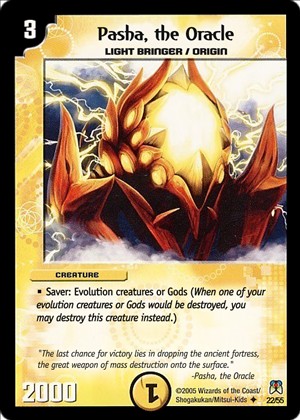 3
Pasha, the Oracle
LIGHT BRINGER / ORIGIN
CREATURE
▪ Saver: Evolution creatures or Gods (When one of your
evolution creatures or Gods would be destroyed, you
may destroy this creature instead.)
"The last chance for victory lies in dropping the ancient fortress,
the great weapon of mass destruction onto the surface."
-Pasha, the Oracle
2000
1
©2005 Wizards of the Coast/
Shogakukan/Mitsui-Kids ✦ 22/55